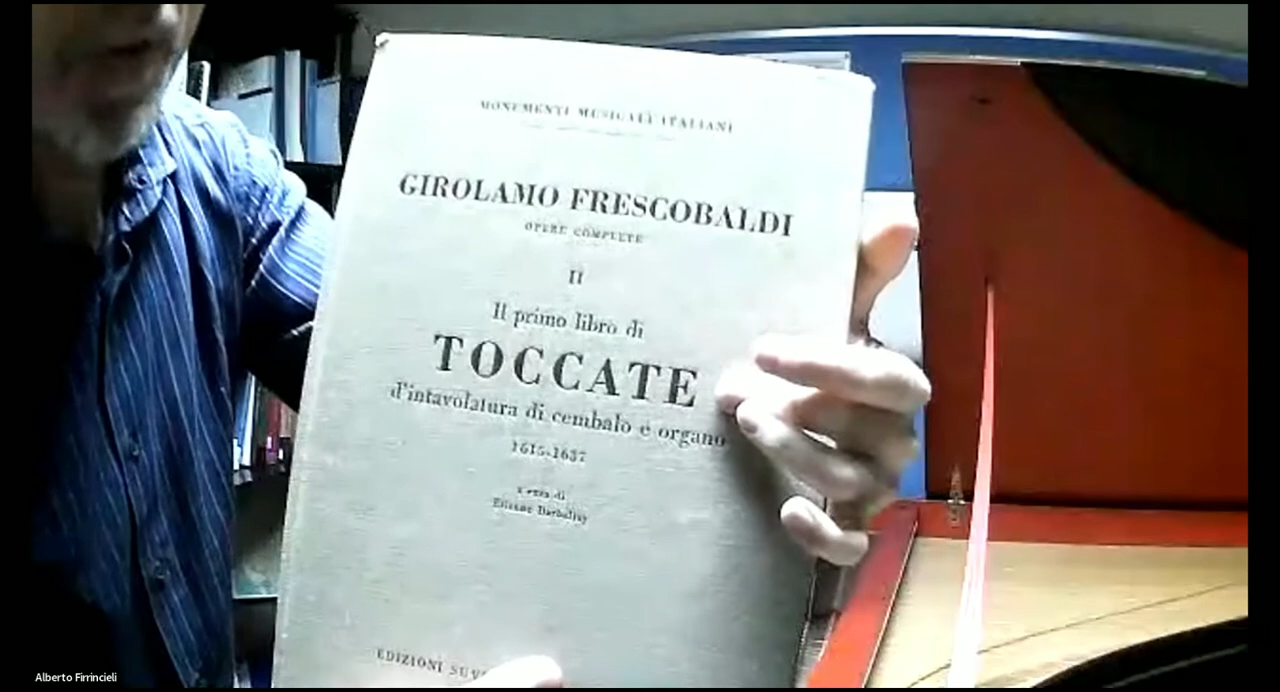 MONUMENTI MUSICALI ITALIANI
GIROLAMO FRESCOBALDI
OPERE COMPLETE
II
Il primo libro di
TOCCATE
d'intavolatura di cembalo e organo
1615-1637
a cura di
Etienne Darbellay
EDIZIONI SUV
Alberto Firrincieli